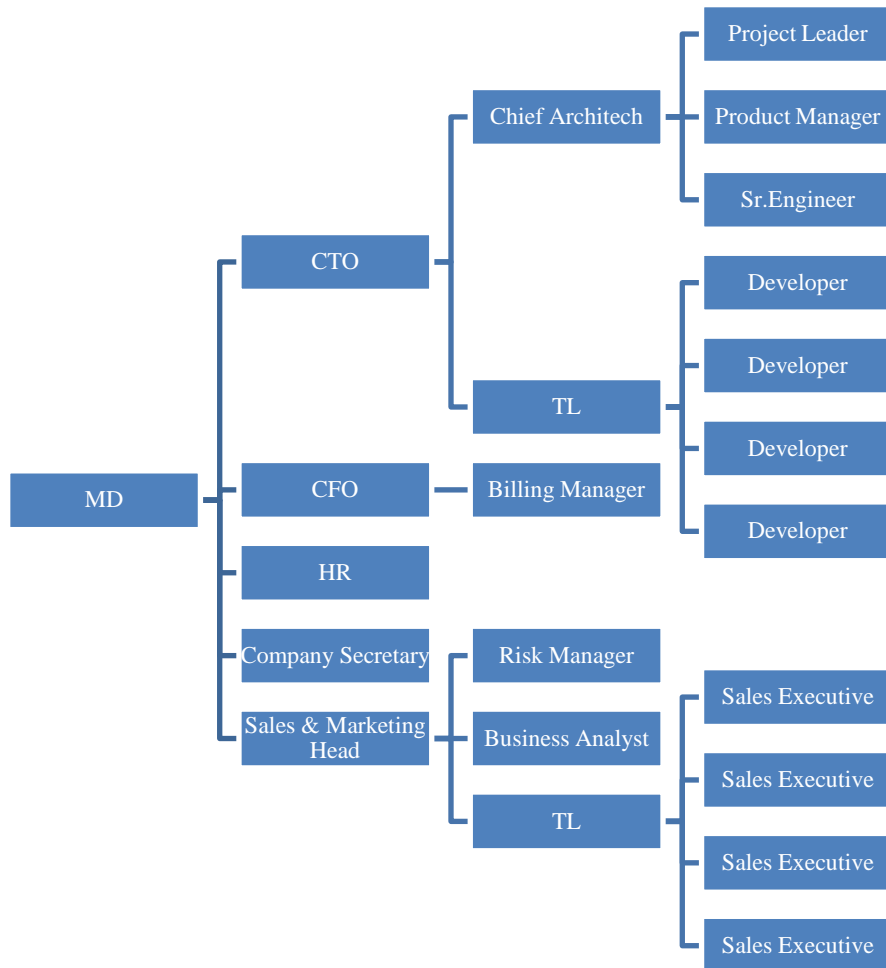 Project Leader
Chief Architech
Product Manager
Sr.Engineer
CTO
Developer
Developer
TL
Developer
MD
CFO
Billing Manager
Developer
HR
Company Secretary
Risk Manager
Sales Executive
Sales & Marketing
Head
Business Analyst
Sales Executive
TL
Sales Executive
Sales Executive